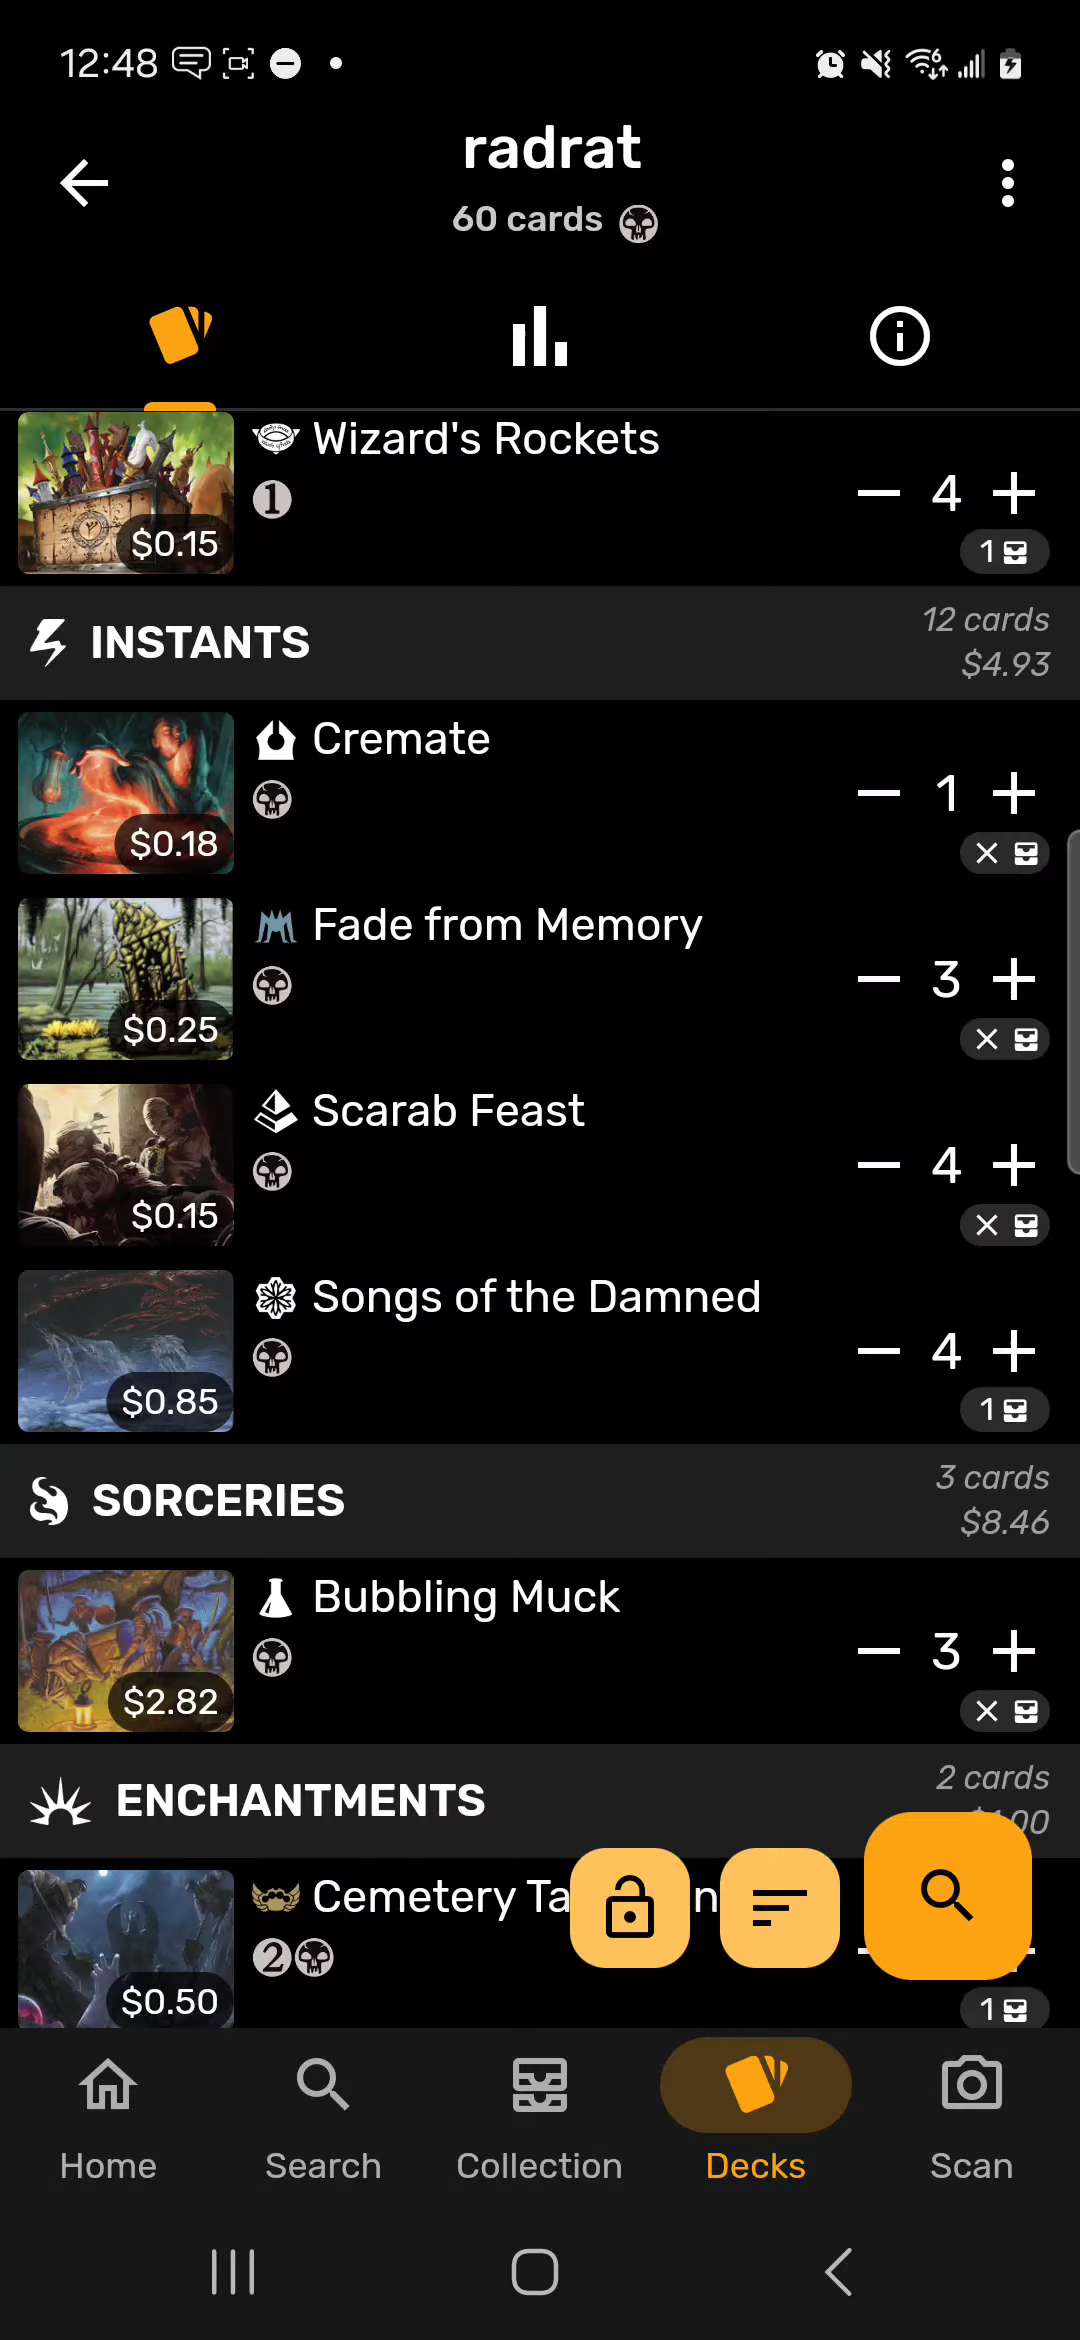 12:48
radrat
60 cards
Wizard's Rockets
1
$0.15
4
1
INSTANTS
12 cards
$4.93
Cremate
$0.18
1
Fade from Memory
$0.25
3
Scarab Feast
$0.15
4
Songs of the Damned
$0.85
4
1
SORCERIES
3 cards
$8.46
Bubbling Muck
$2.82
3
ENCHANTMENTS
2 cards
Cemetery
2
$0.50
1
Home
Search
Collection
Decks
Scan